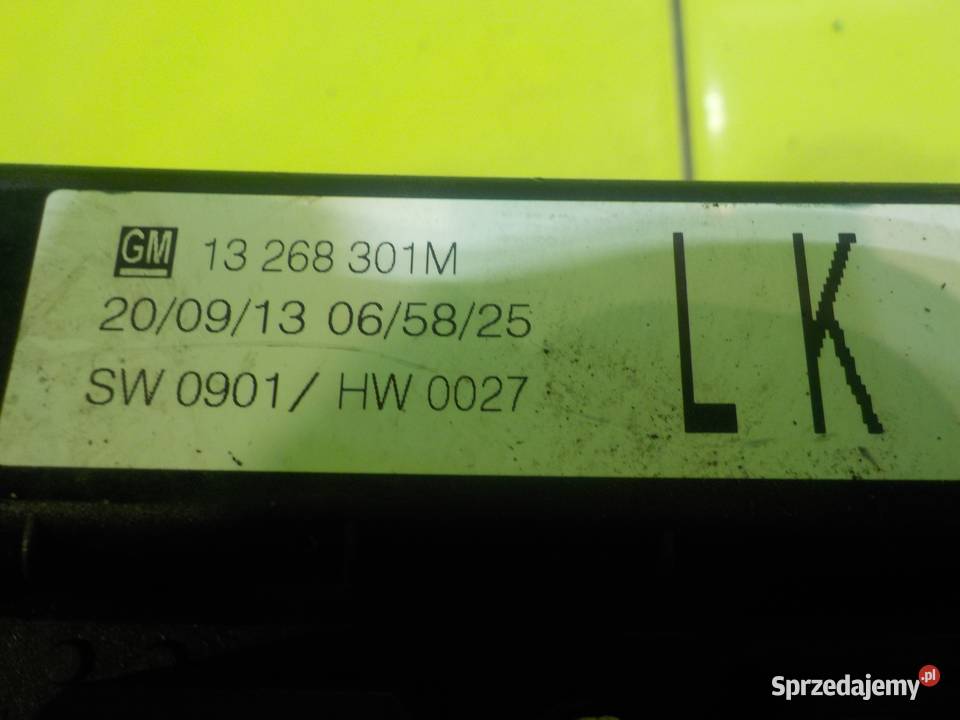 GM 13 268 301M
20/09/13 06/58/25
SW 0901/ HW 0027
LK
Sprzedajemy.pl